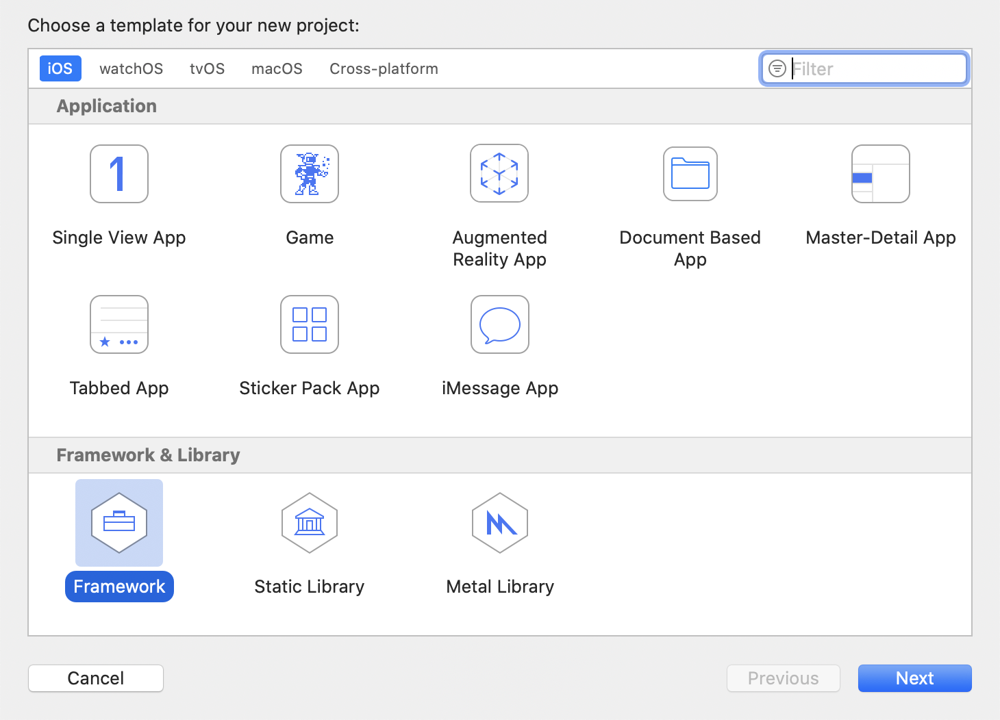 Choose a template for your new project:
iOS watchOS tvOS macOS Cross-platform Filter
Application
1
Single View App Game Augmented Reality App Document Based App Master-Detail App
Tabbed App Sticker Pack App iMessage App
Framework & Library
Framework Static Library Metal Library
Cancel Previous Next